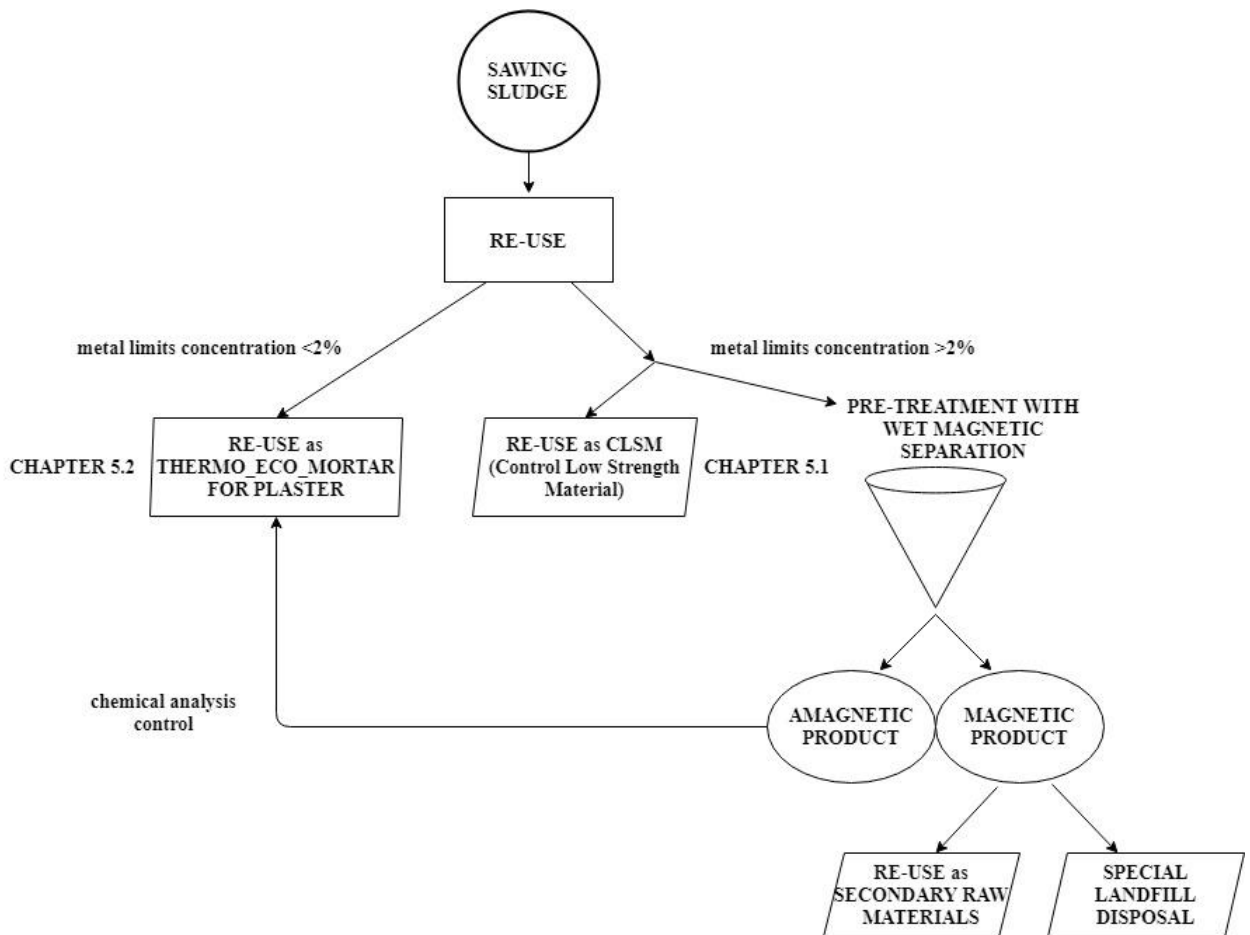 SAWING
SLUDGE
RE-USE
metal limits concentration <2%
metal limits concentration >2%
PRE-TREATMENT WITH
WET MAGNETIC
SEPARATION
CHAPTER 5.2
RE-USE as
THERMO_ECO_MORTAR
FOR PLASTER
RE-USE as CLSM
(Control Low Strength
Material)
CHAPTER 5.1
chemical analysis
control
AMAGNETIC
PRODUCT
MAGNETIC
PRODUCT
RE-USE as
SECONDARY RAW
MATERIALS
SPECIAL
LANDFILL
DISPOSAL